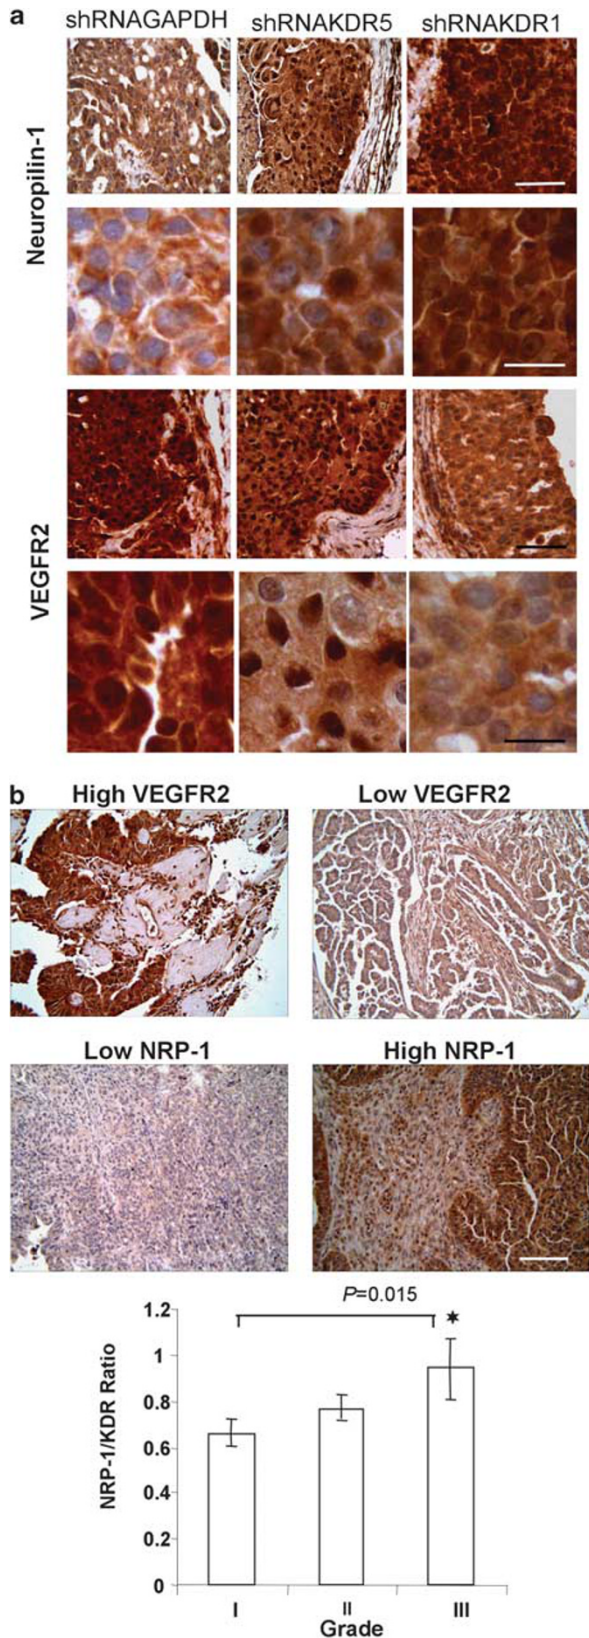 a
shRNAGAPDH shRNAKDR5 shRNAKDR1
Neuropilin-1
VEGFR2
b
High VEGFR2 Low VEGFR2
Low NRP-1 High NRP-1
P=0.015
NRP-1/KDR Ratio
1.2
1
0.8
0.6
0.4
0.2
0
I II III
Grade